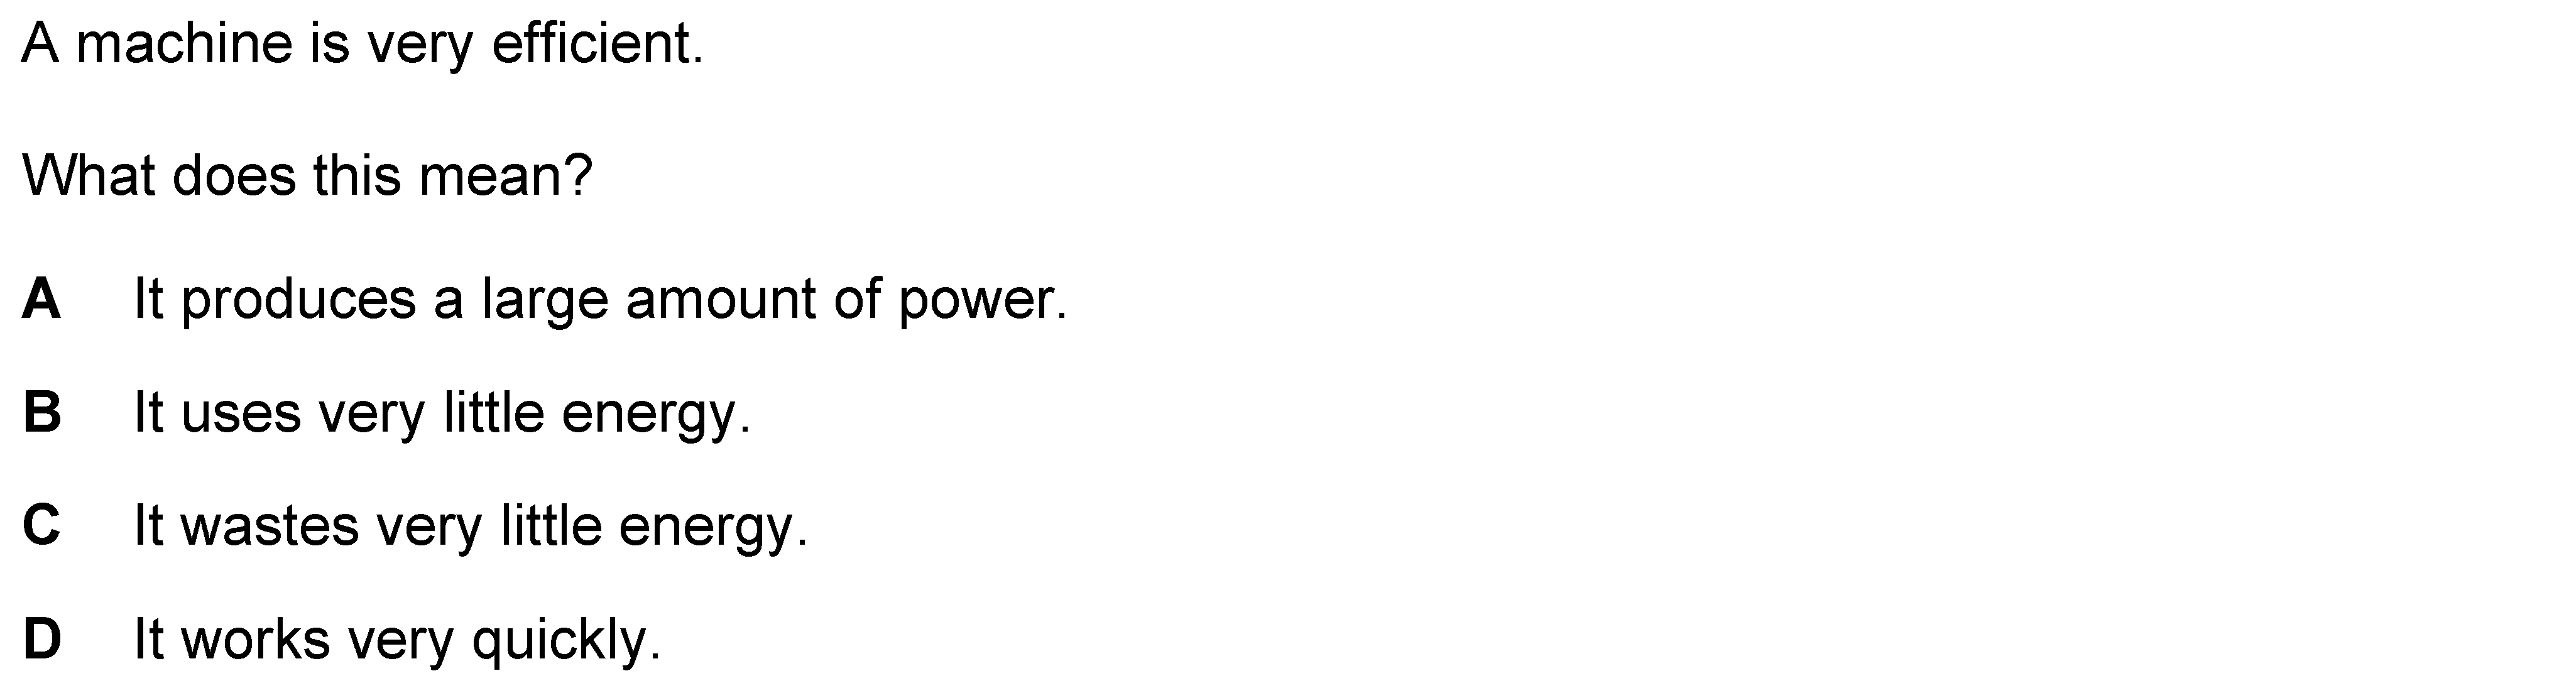 A machine is very efficient.
What does this mean?
A It produces a large amount of power.
B It uses very little energy.
C It wastes very little energy.
D It works very quickly.